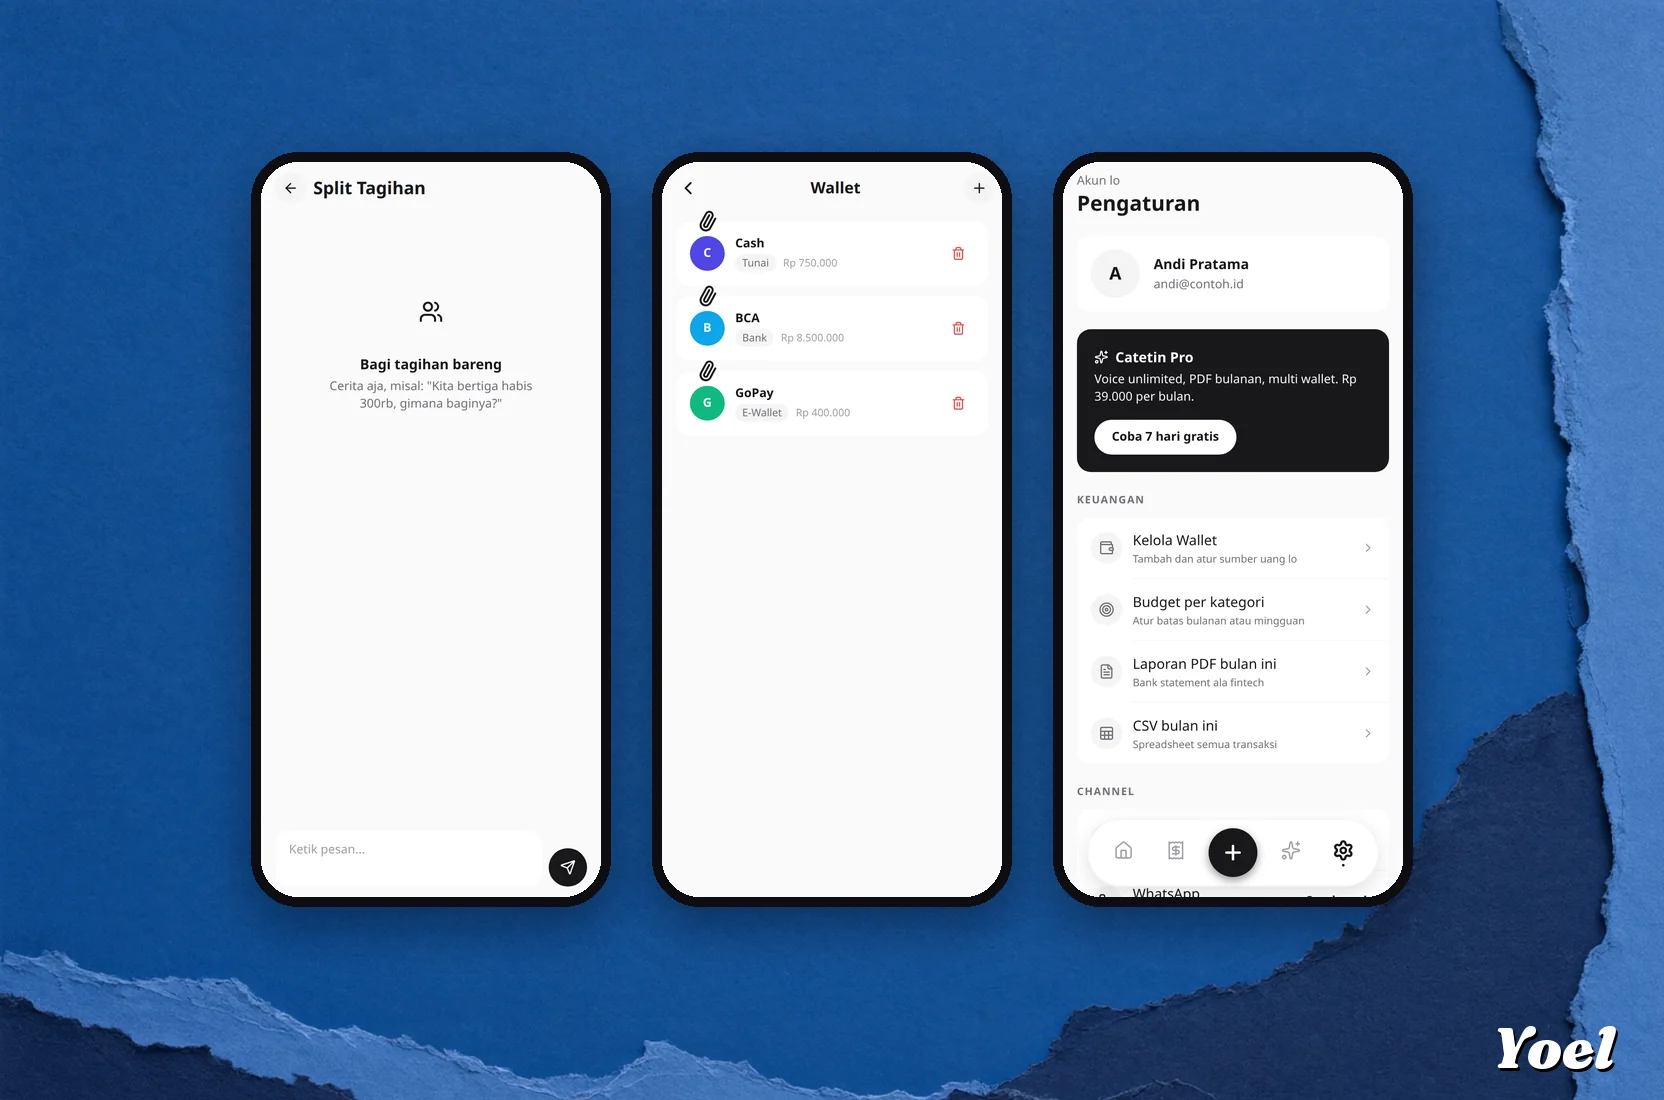 Split Tagihan
Bagi tagihan bareng
Cerita aja, misal: "Kita bertiga habis
300rb, gimana baginya?"
Ketik pesan...
Wallet
C
Cash
Tunai Rp 750.000
B
BCA
Bank Rp 8.500.000
G
GoPay
E-Wallet Rp 400.000
Akun lo
Pengaturan
A
Andi Pratama
andi@contoh.id
Catetin Pro
Voice unlimited, PDF bulanan, multi wallet. Rp
39.000 per bulan.
Coba 7 hari gratis
KEUANGAN
Kelola Wallet
Tambah dan atur sumber uang lo
Budget per kategori
Atur batas bulanan atau mingguan
Laporan PDF bulan ini
Bank statement ala fintech
CSV bulan ini
Spreadsheet semua transaksi
CHANNEL
WhatsApp
Yoel